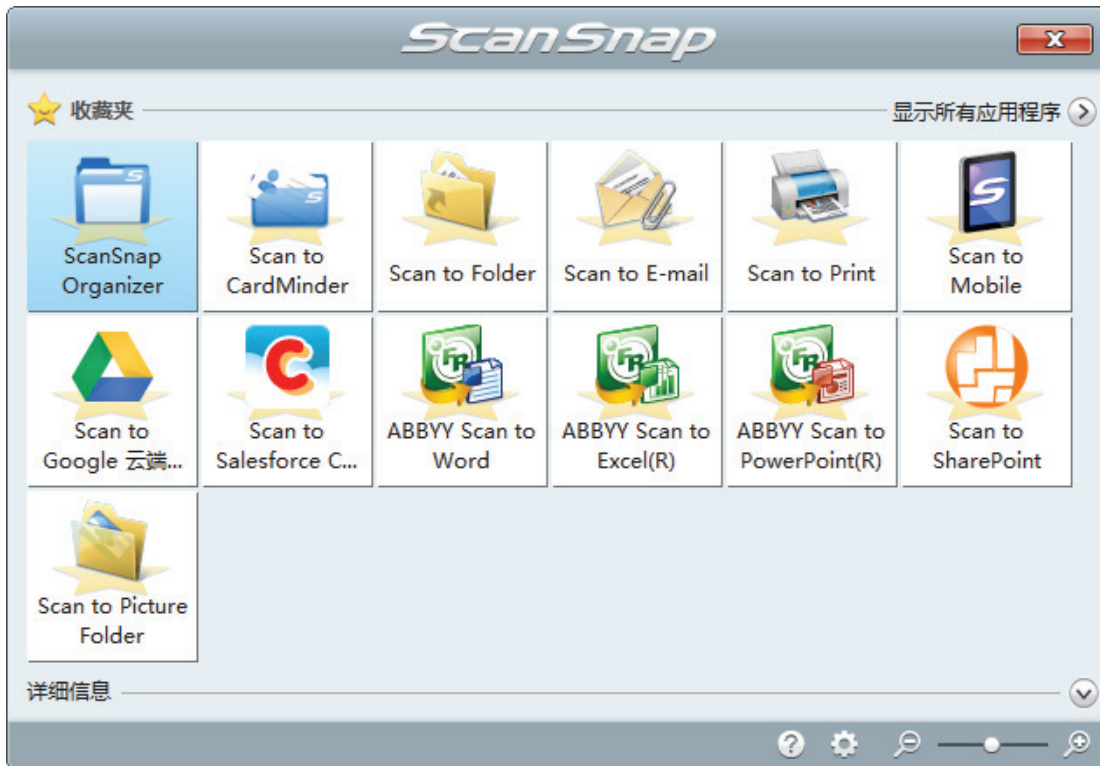 ScanSnap
收藏夹
显示所有应用程序
ScanSnap
Organizer
Scan to
CardMinder
Scan to Folder
Scan to E-mail
Scan to Print
Scan to
Mobile
Scan to
Google 云端...
Scan to
Salesforce C...
ABBYY Scan to
Word
ABBYY Scan to
Excel(R)
ABBYY Scan to
PowerPoint(R)
Scan to
SharePoint
Scan to Picture
Folder
详细信息